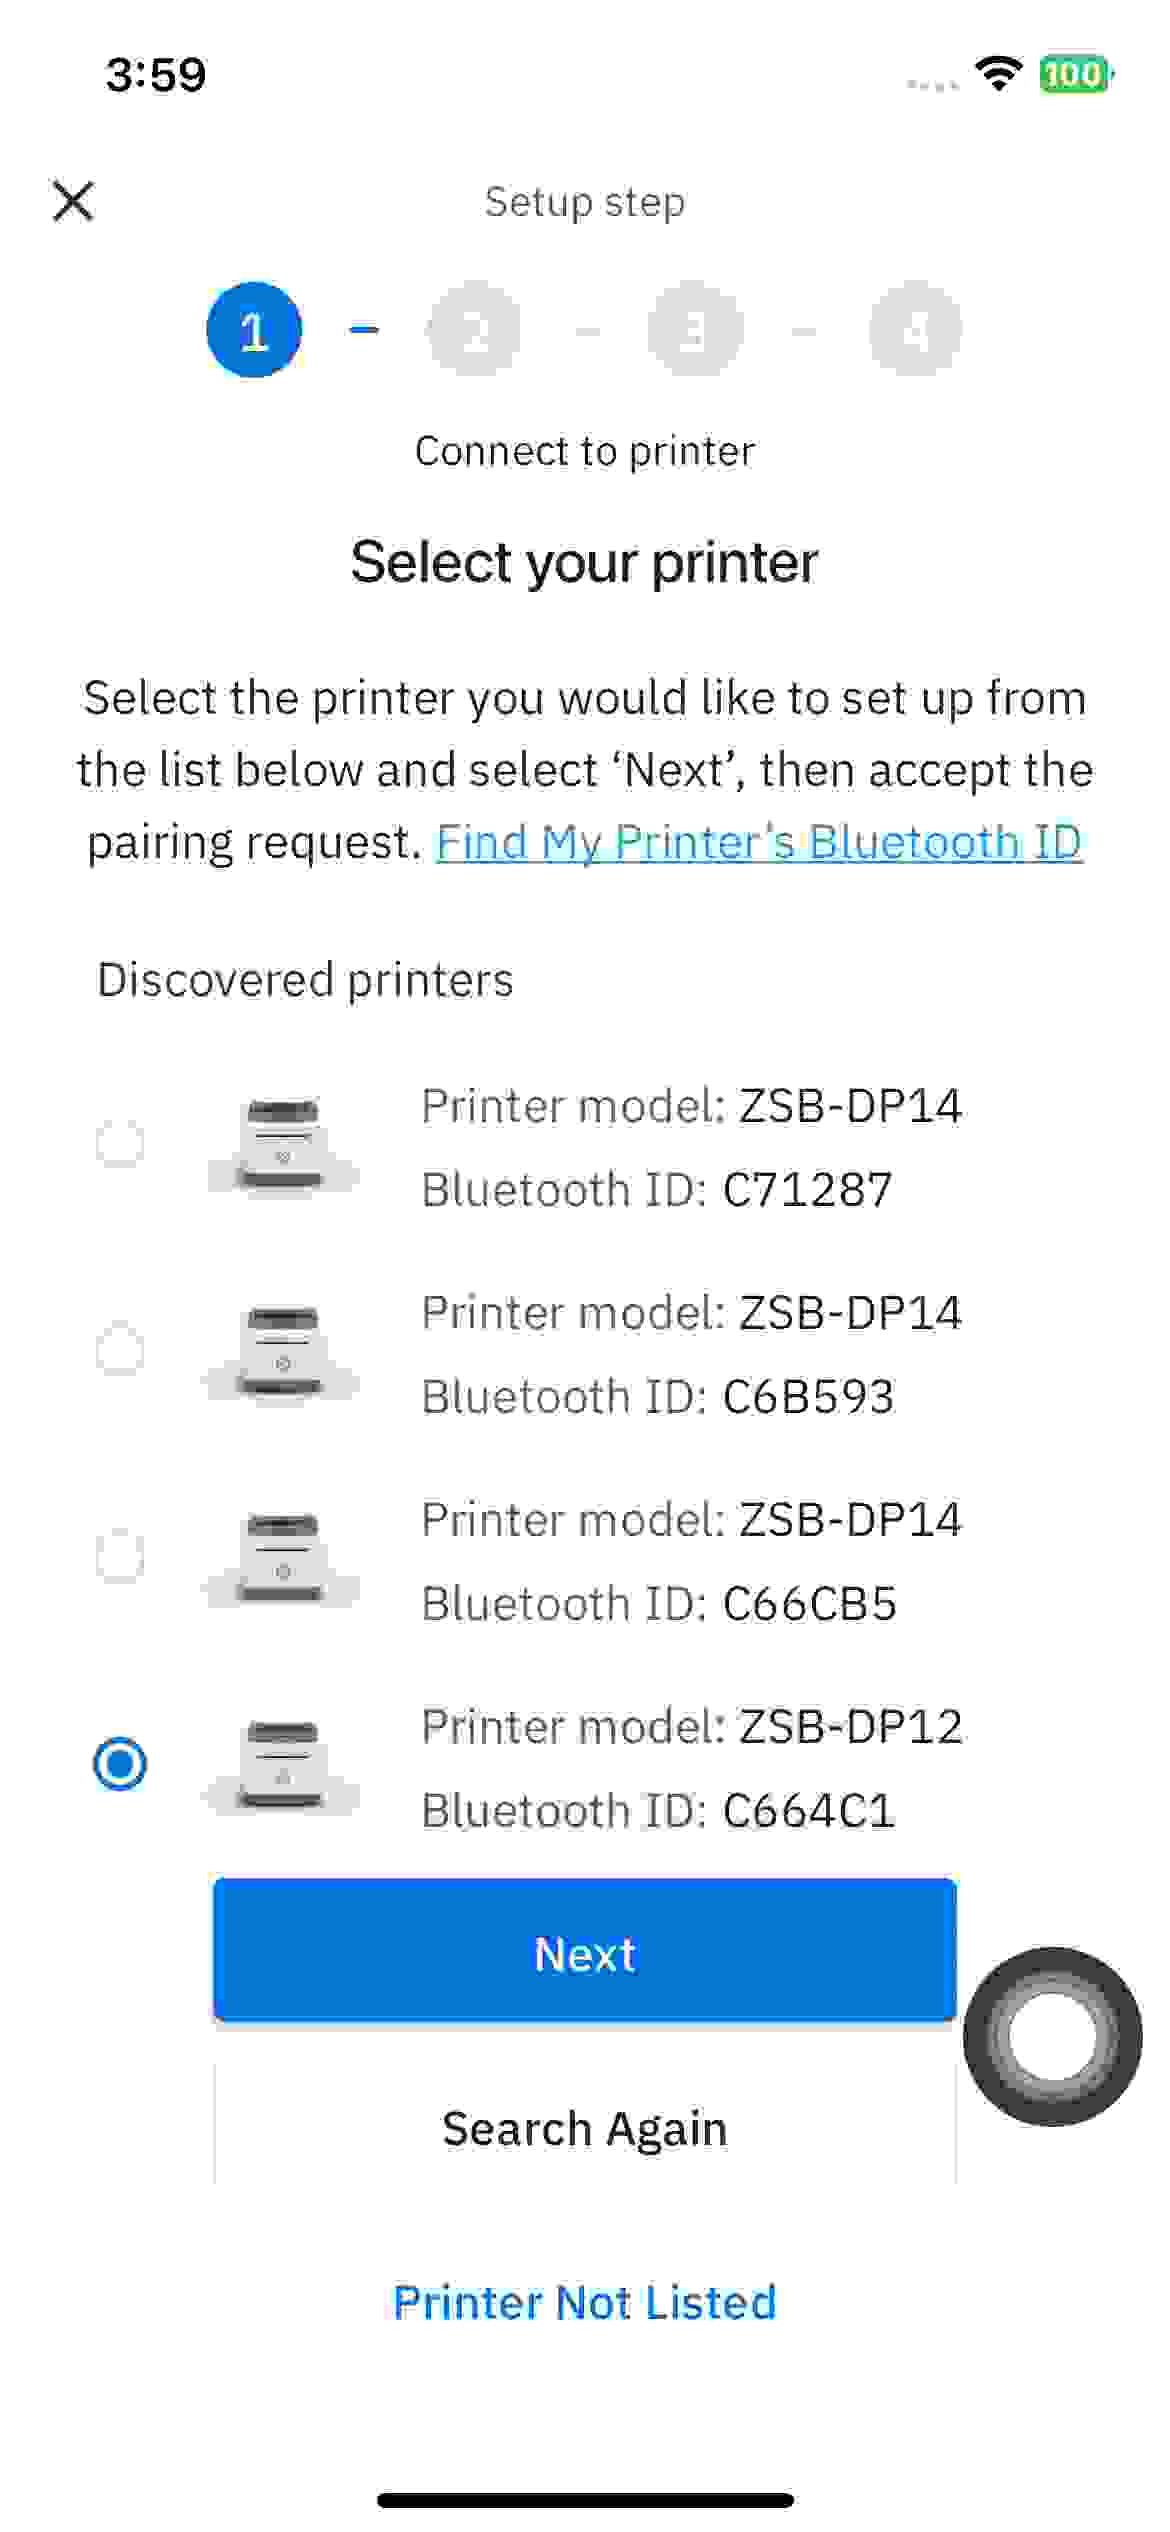 3:59
100
Setup step
1
2
3
4
Connect to printer
Select your printer
Select the printer you would like to set up from
the list below and select ‘Next’, then accept the
pairing request. Find My Printer's Bluetooth ID
Discovered printers
Printer model: ZSB-DP14
Bluetooth ID: C71287
Printer model: ZSB-DP14
Bluetooth ID: C6B593
Printer model: ZSB-DP14
Bluetooth ID: C66CB5
Printer model: ZSB-DP12
Bluetooth ID: C664C1
Next
Search Again
Printer Not Listed